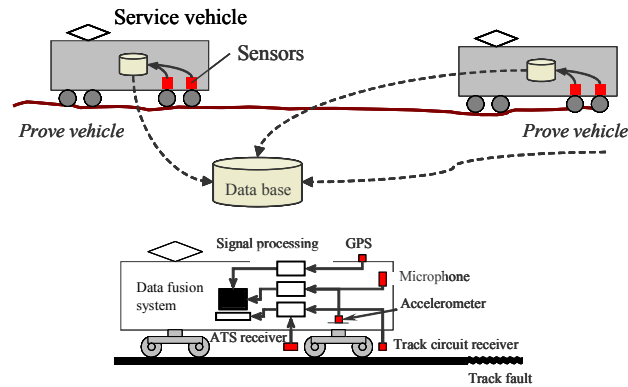 Service vehicle
Sensors
Prove vehicle
Prove vehicle
Data base
Signal processing
GPS
Data fusion
system
Microphone
Accelerometer
ATS receiver
Track circuit receiver
Track fault